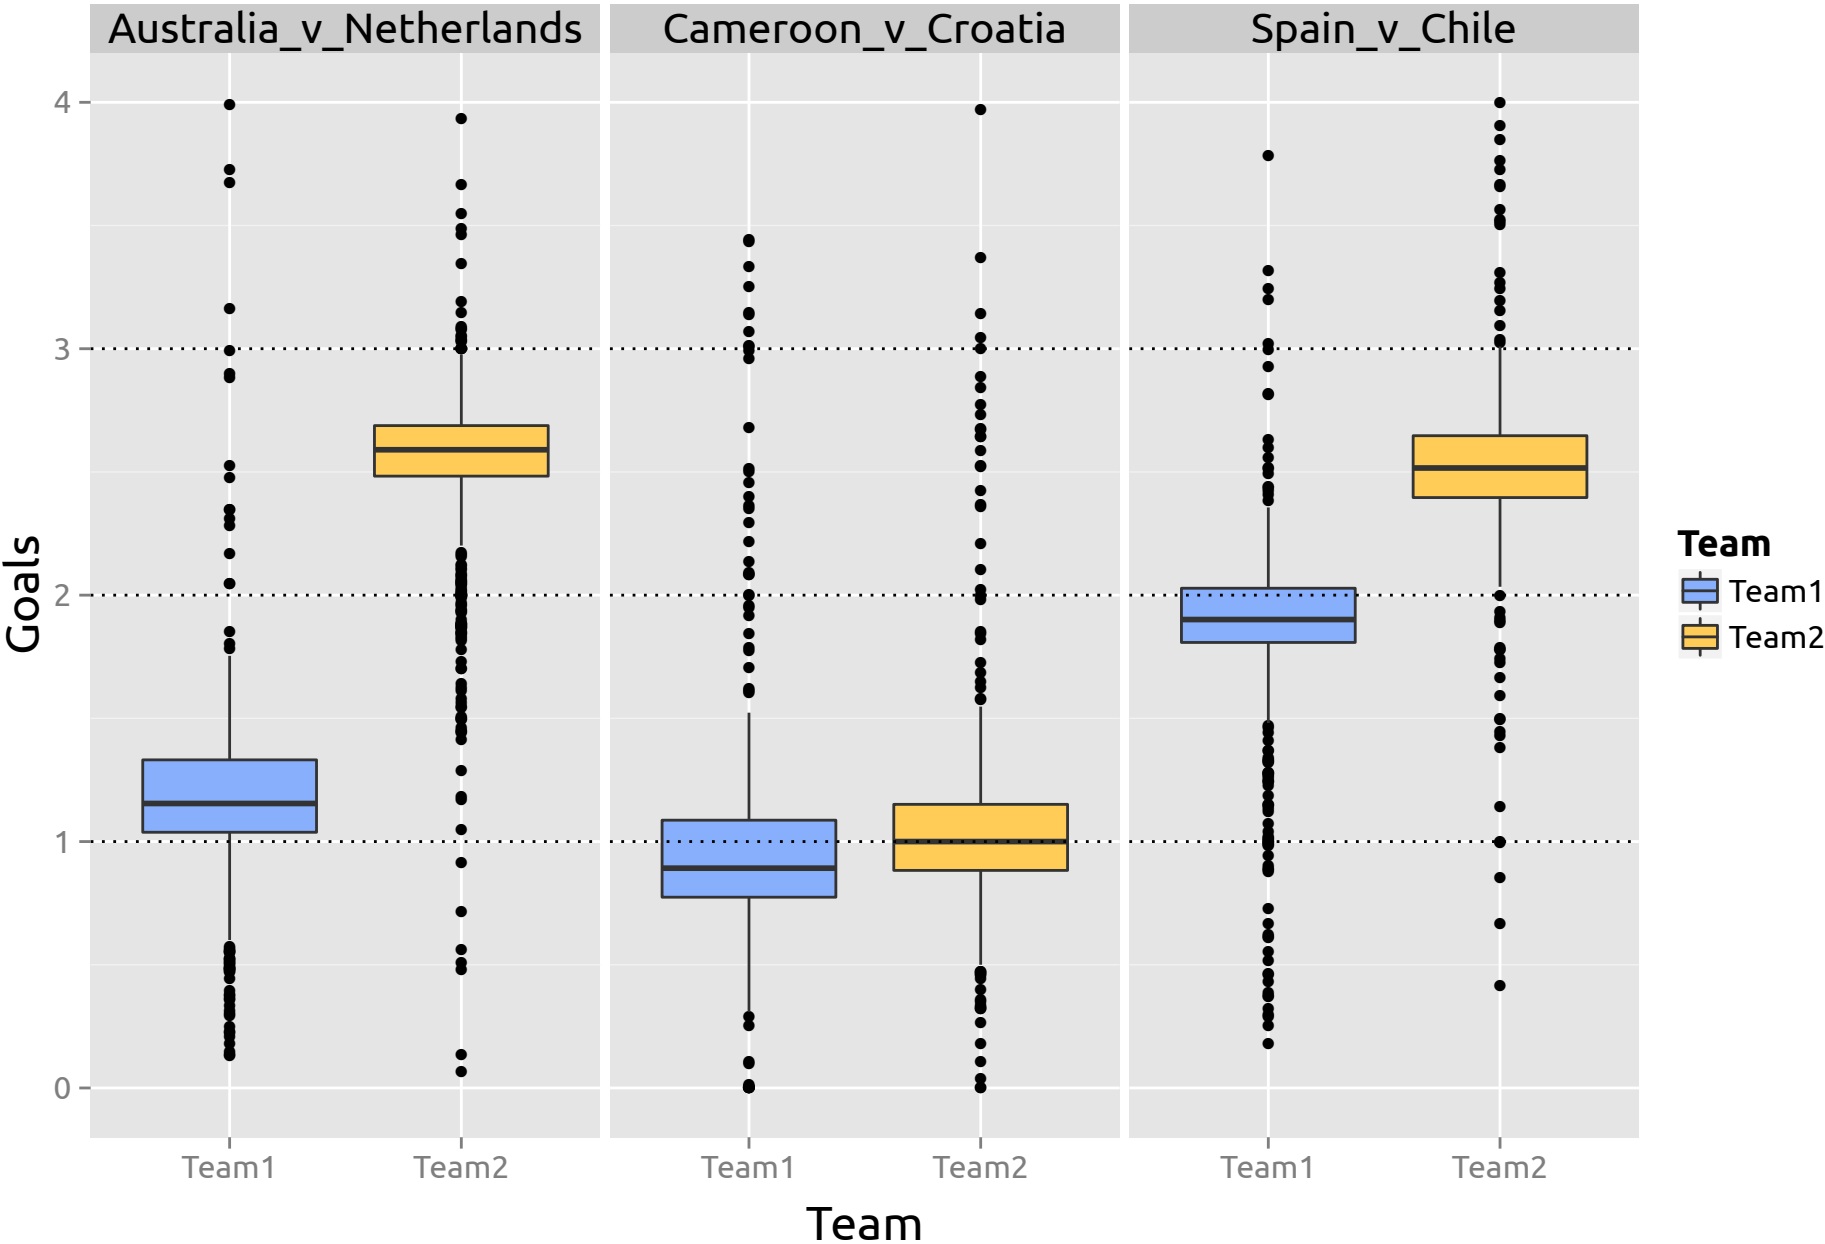 Australia_v_Netherlands
Cameroon_v_Croatia
Spain_v_Chile
4
3
2
1
0
Goals
Team1
Team2
Team1
Team2
Team1
Team2
Team
Team
Team1
Team2